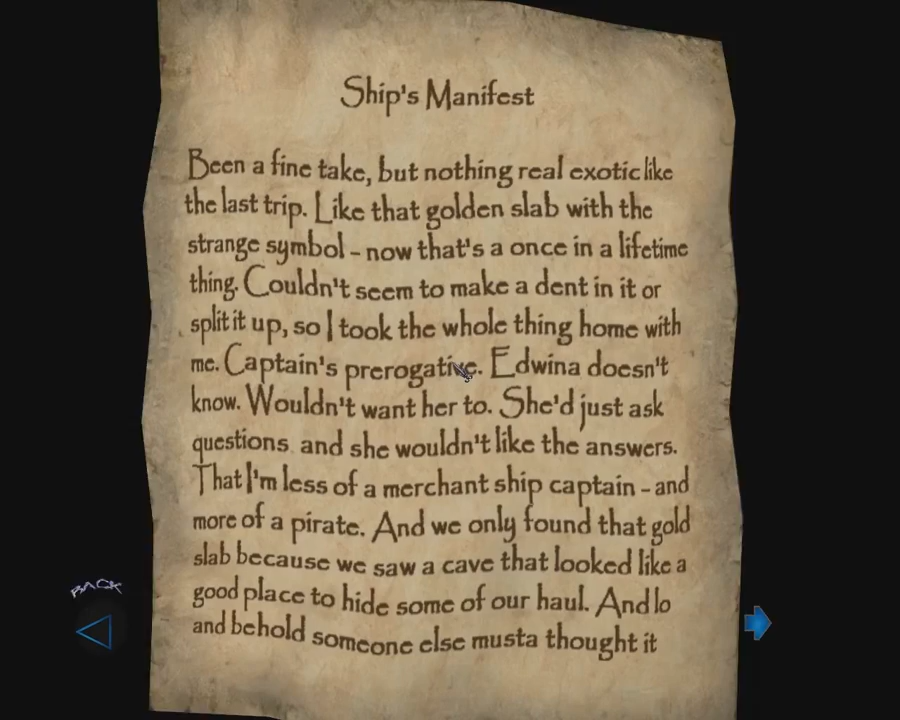 Ship's Manifest
Been a fine take, but nothing real exotic like
the last trip. Like that golden slab with the
strange symbol - now that's a once in a lifetime
thing. Couldn't seem to make a dent in it or
split it up, so I took the whole thing home with
me. Captain's prerogative. Edwina doesn't
know. Wouldn't want her to. She'd just ask
questions and she wouldn't like the answers.
That I'm less of a merchant ship captain - and
more of a pirate. And we only found that gold
slab because we saw a cave that looked like a
good place to hide some of our haul. And lo
and behold someone else musta thought it
BACK